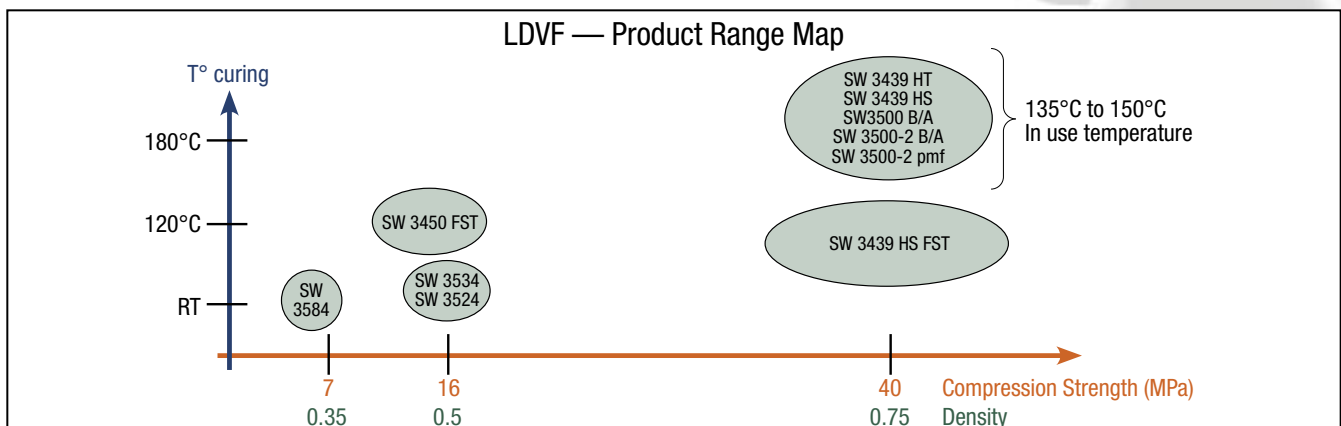 LDVF — Product Range Map
T° curing
180°C
120°C
RT
SW 3439 HT
SW 3439 HS
SW3500 B/A
SW 3500-2 B/A
SW 3500-2 pmf
135°C to 150°C
In use temperature
SW 3450 FST
SW 3439 HS FST
SW
3584
SW 3534
SW 3524
7 16 40 Compression Strength (MPa)
0.35 0.5 0.75 Density